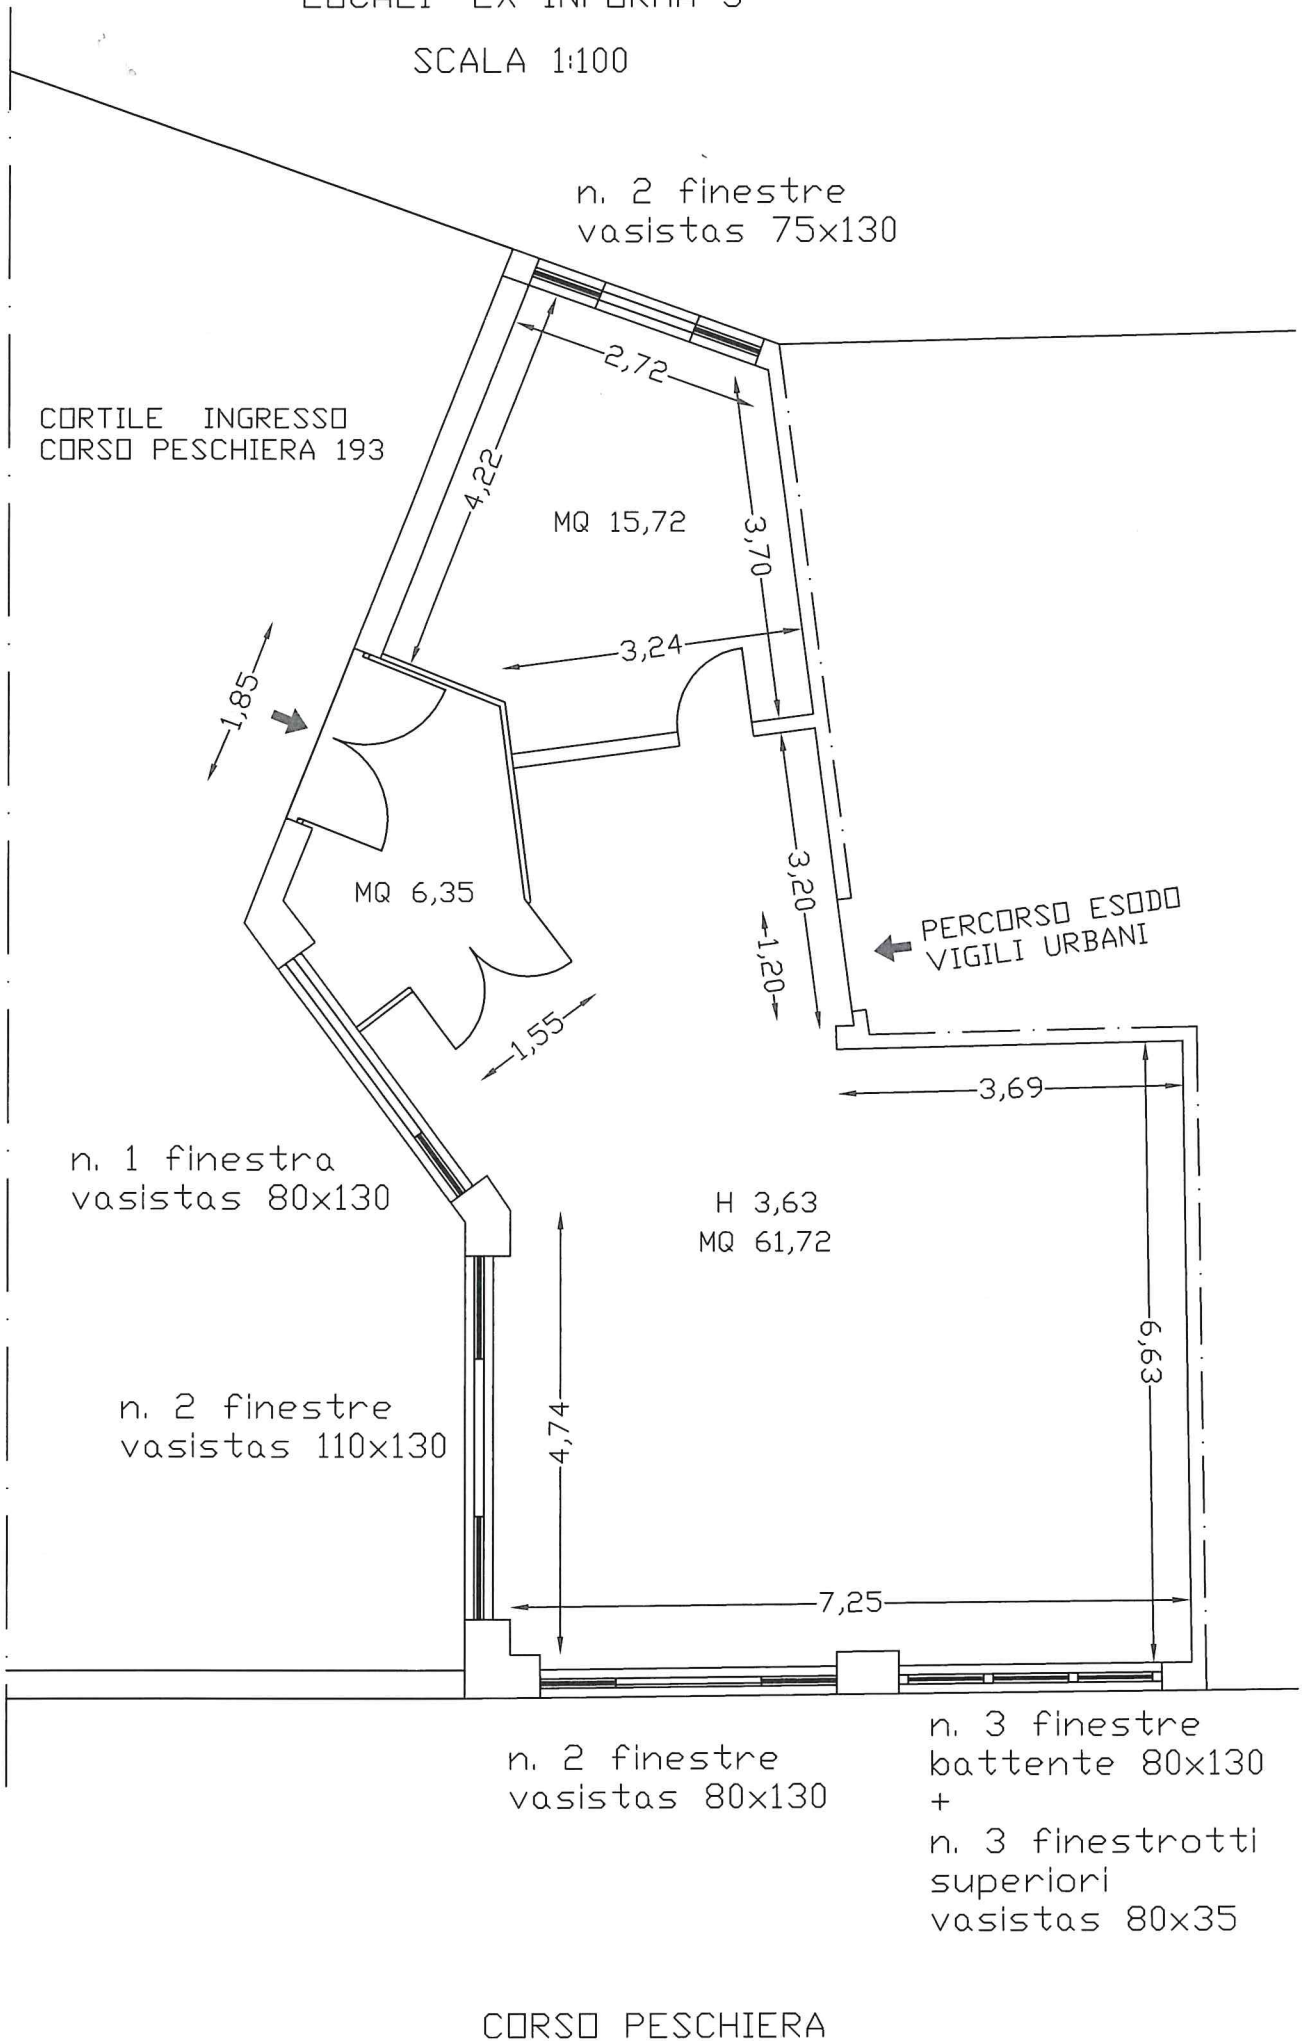 SCALA 1:100
n. 2 finestre
vasistas 75x130
2,72
CORTILE INGRESSO
CORSO PESCHIERA 193
4,22
MQ 15,72
3,70
3,24
1,85
3,20
MQ 6,35
PERCORSO ESODO
VIGILI URBANI
1,20
1,55
3,69
n. 1 finestra
vasistas 80x130
H 3,63
MQ 61,72
6,63
n. 2 finestre
vasistas 110x130
4,74
7,25
n. 2 finestre
vasistas 80x130
n. 3 finestre
battente 80x130
+
n. 3 finestrotti
superiori
vasistas 80x35
CORSO PESCHIERA